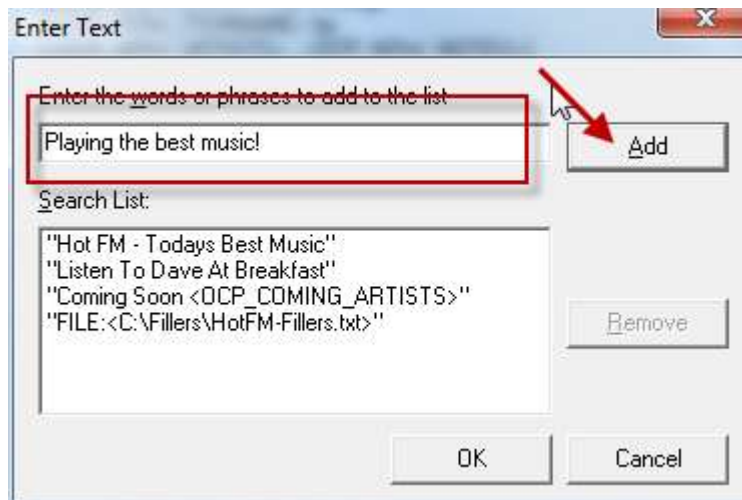 Enter Text
Enter the words or phrases to add to the list
Playing the best music!
Add
Search List:
"Hot FM - Todays Best Music"
"Listen To Dave At Breakfast"
"Coming Soon <OCP_COMING_ARTISTS>"
"FILE:<C:\Fillers\HotFM-Fillers.txt>"
Remove
OK
Cancel